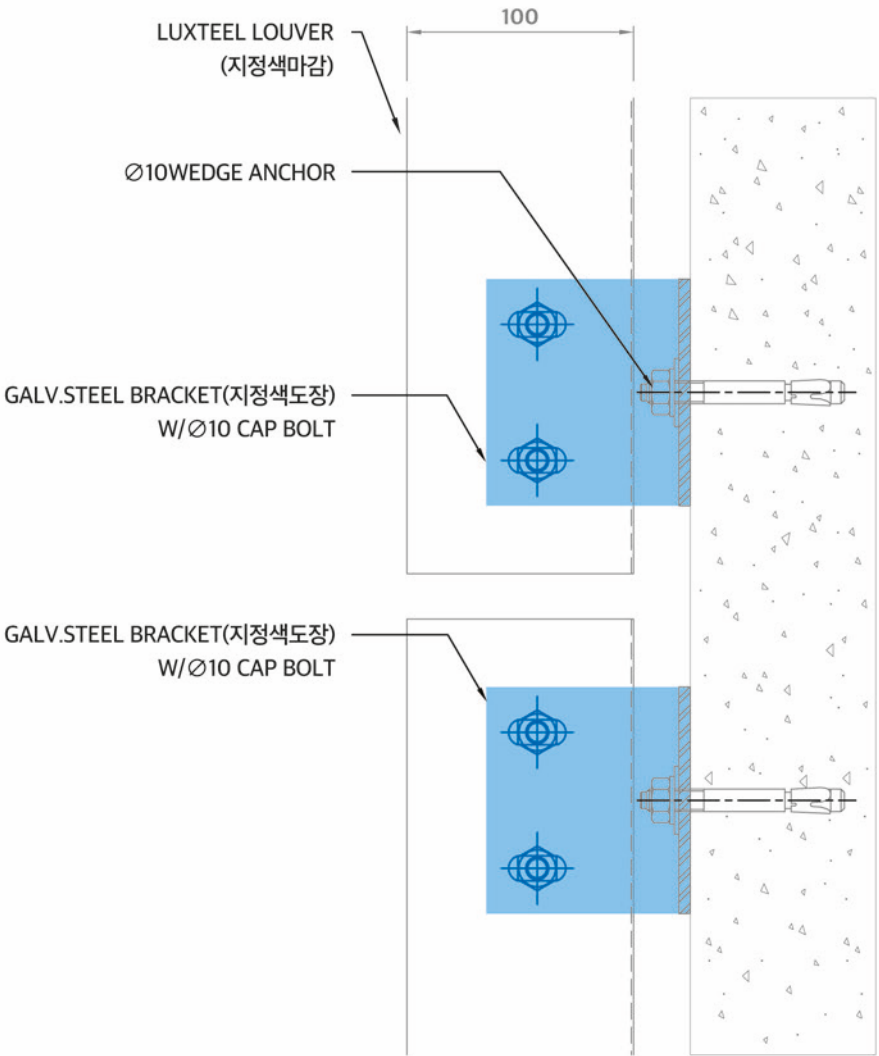 100
LUXTEEL LOUVER
(지정색마감)
∅10WEDGE ANCHOR
GALV.STEEL BRACKET(지정색도장)
W/∅10 CAP BOLT
GALV.STEEL BRACKET(지정색도장)
W/∅10 CAP BOLT